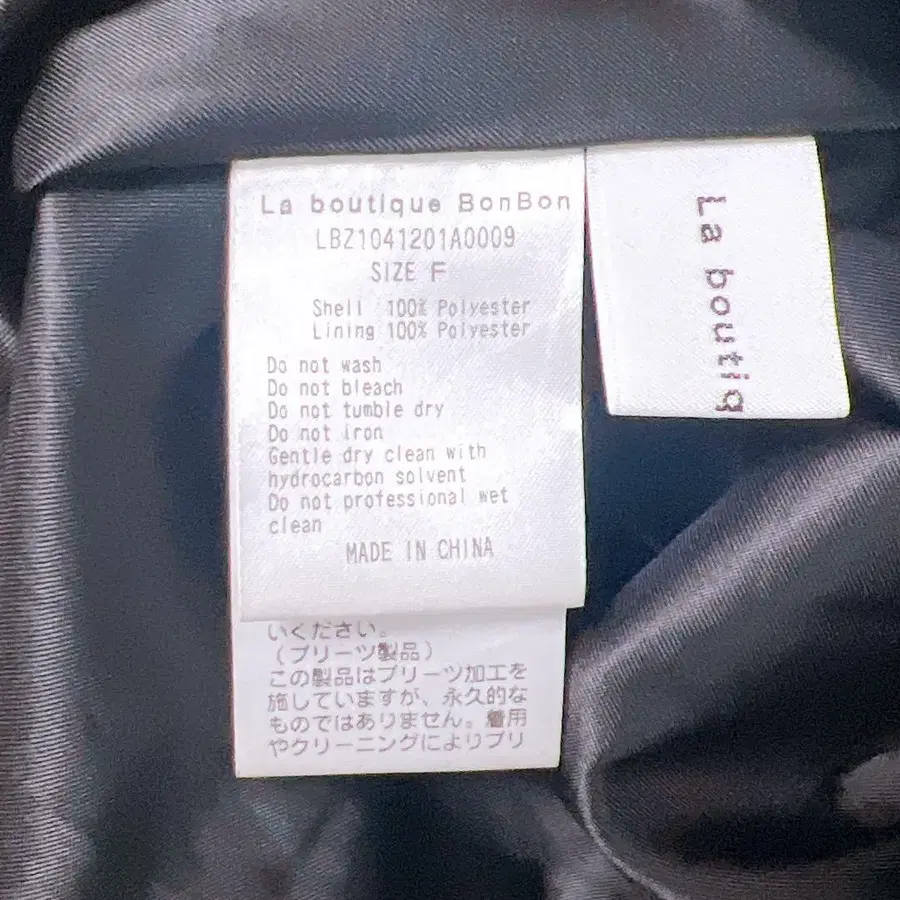 La boutique BonBon
LBZ1041201A0009
SIZE F
Shell 100% Polyester
Lining 100% Polyester
Do not wash
Do not bleach
Do not tumble dry
Do not iron
Gentle dry clean with
hydrocarbon solvent
Do not professional wet
clean
MADE IN CHINA
いください。
(プリーツ製品)
この製品はプリーツ加工を
施していますが、永久的な
ものではありません。着用
やクリーニングによりプリ
La boutiq